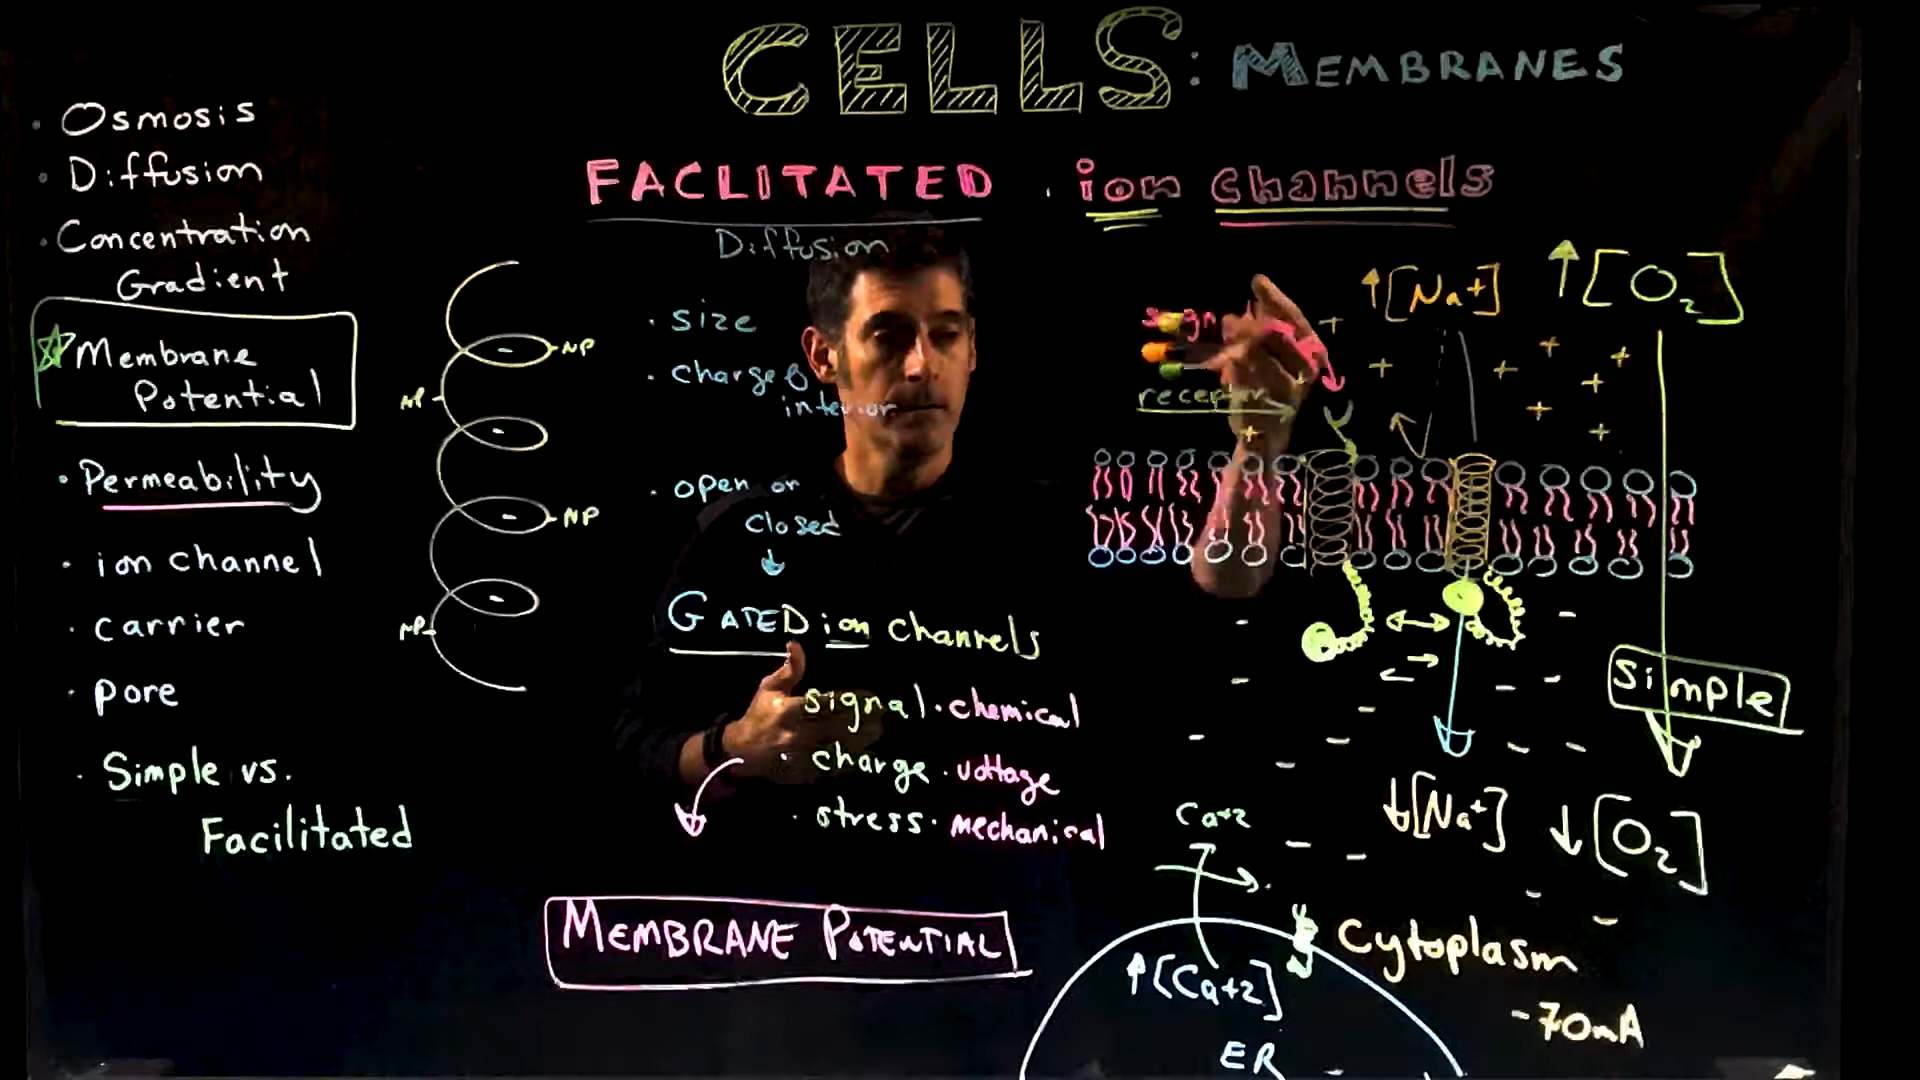 CELLS: MEMBRANES
FACLITATED . ion channels
Diffusion
. Osmosis
. Diffusion
. Concentration
Gradient
Membrane
Potential
. Permeability
. ion channel
. carrier
. pore
. Simple vs.
Facilitated
NP
NP
NP
NP
. size
. charge of
interior
. open or
closed
GATED ion channels
signal . chemical
. charge . voltage
. stress . mechanical
MEMBRANE POTENTIAL
receptor
↑[Na+]
↑[O2]
simple
↓[Na+]
↓[O2]
Ca+2
↑[Ca+2]
ER
Cytoplasm
-70mA